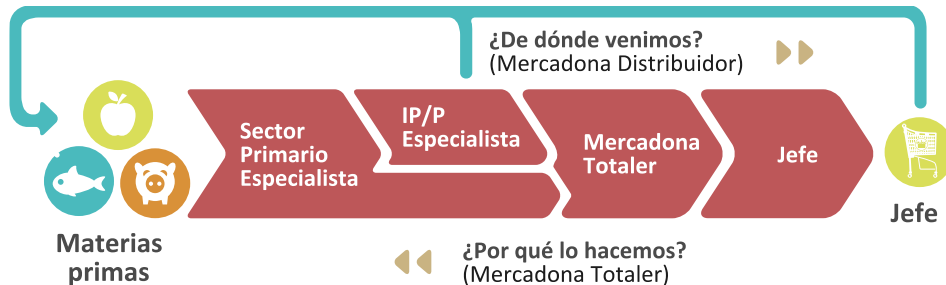 ¿De dónde venimos?
(Mercadona Distribuidor)
Sector
Primario
Especialista
IP/P
Especialista
Mercadona
Totaler
Jefe
Jefe
Materias
primas
¿Por qué lo hacemos?
(Mercadona Totaler)